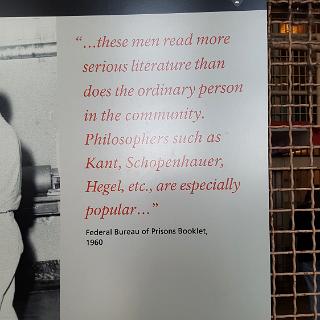 “...these men read more
serious literature than
does the ordinary person
in the community.
Philosophers such as
Kant, Schopenhauer,
Hegel, etc., are especially
popular...”
Federal Bureau of Prisons Booklet,
1960